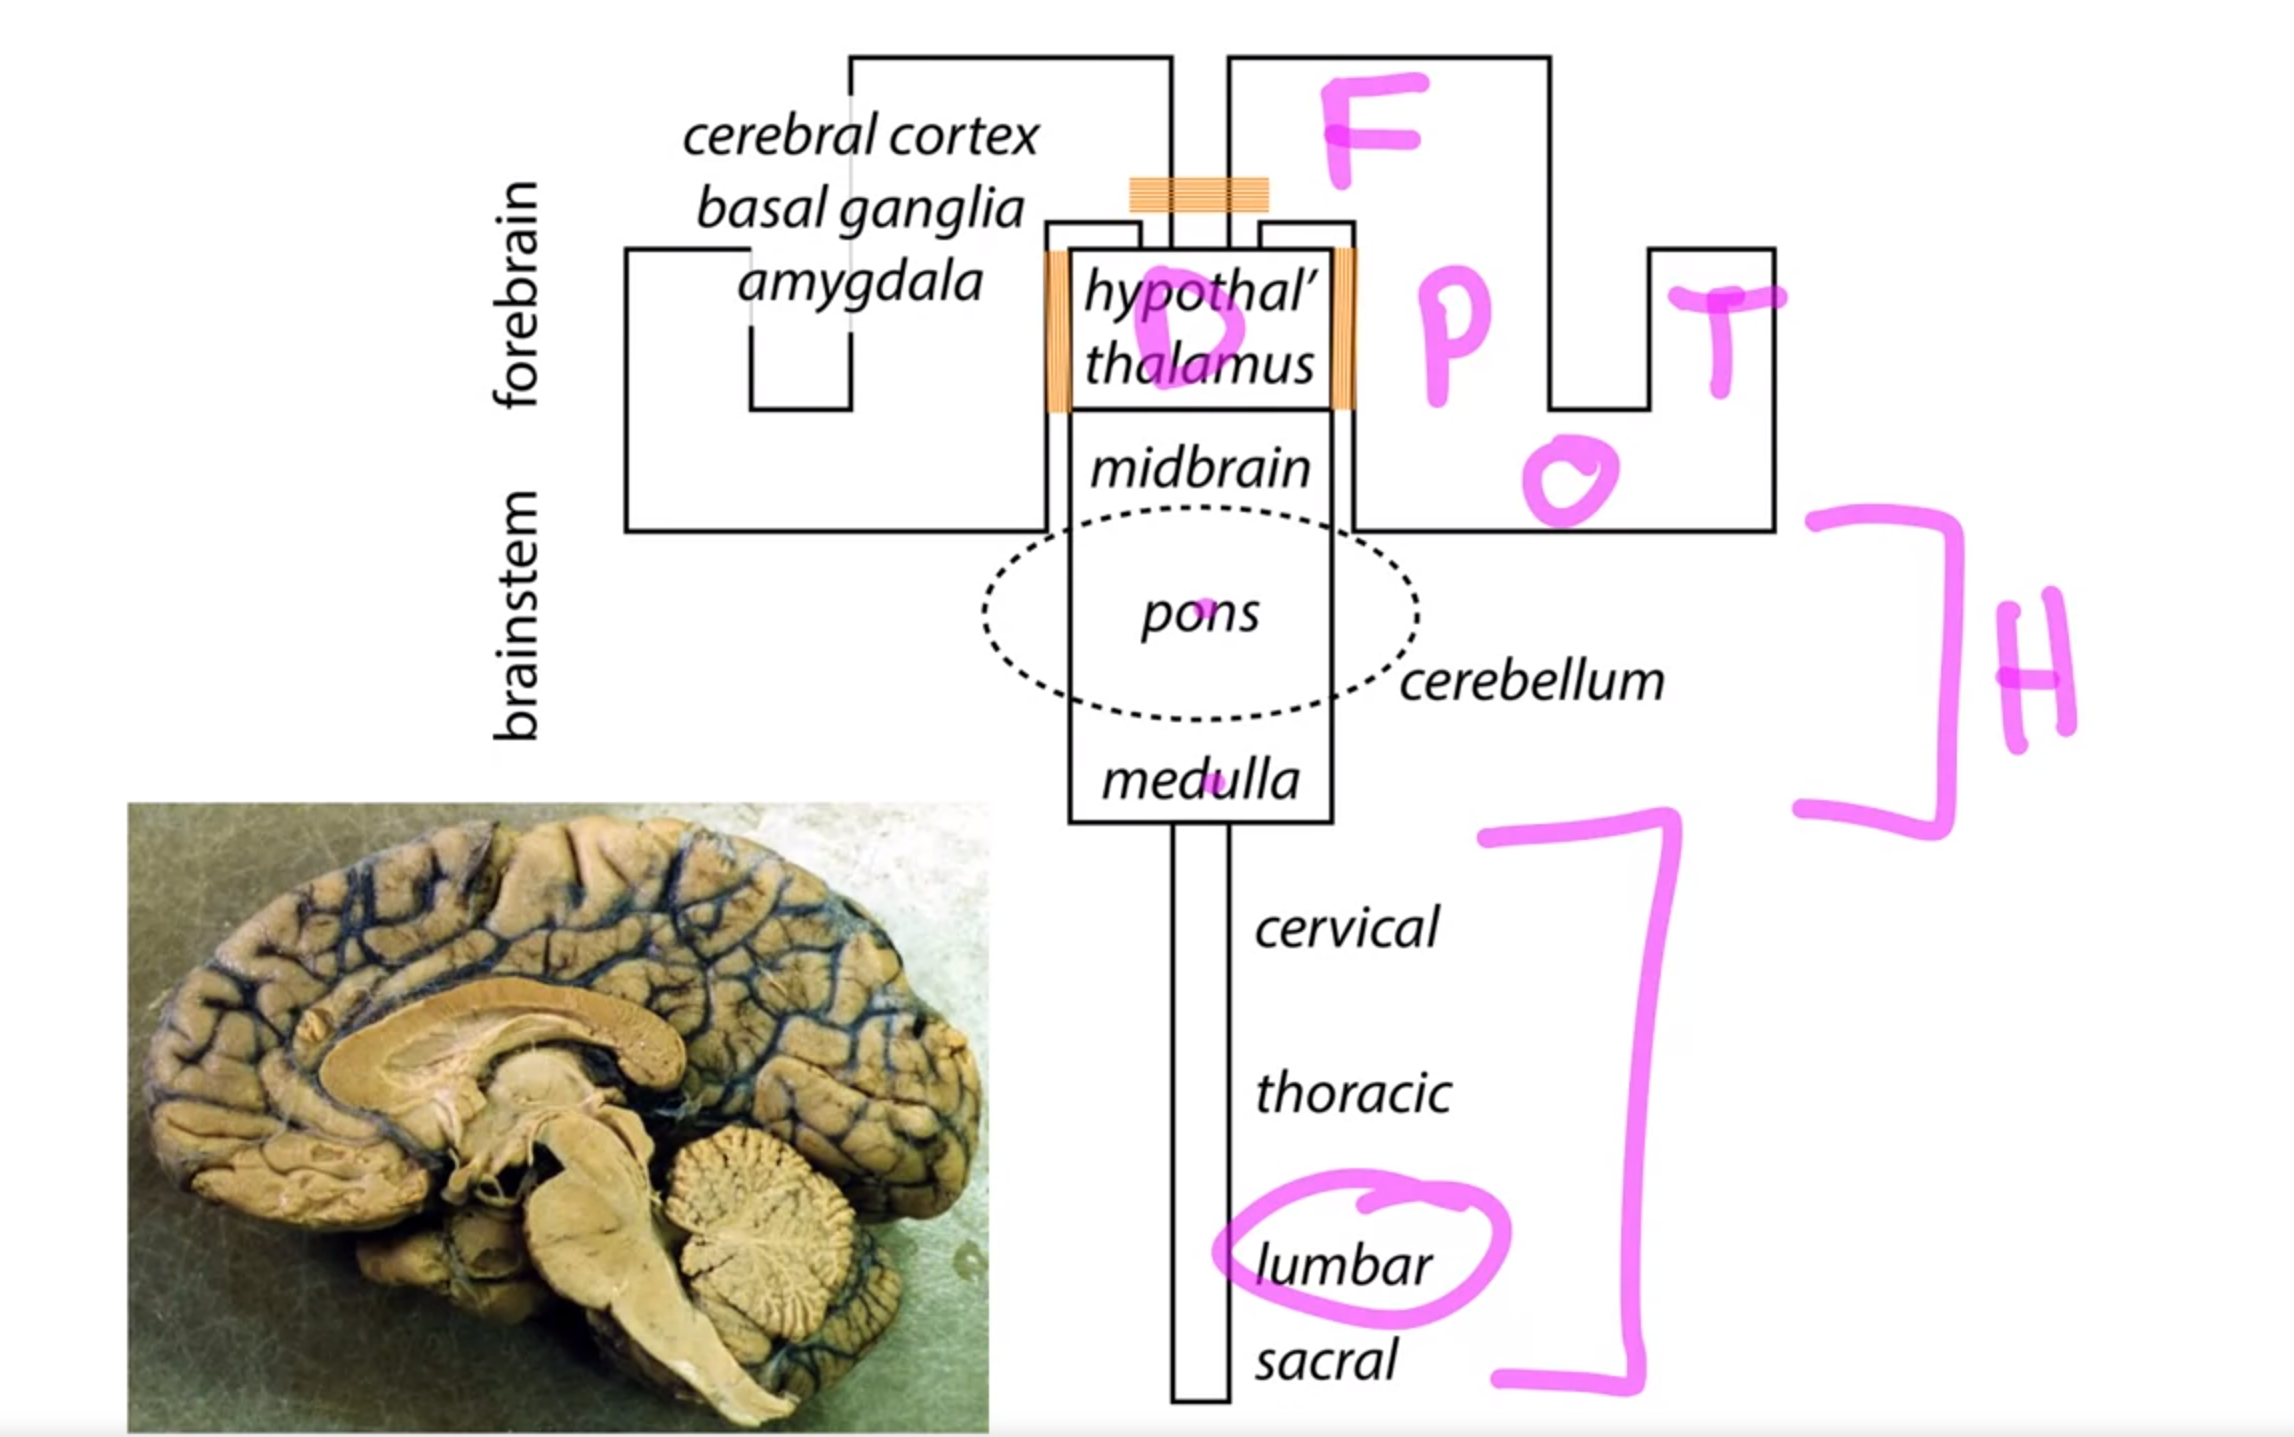 forebrain
brainstem
cerebral cortex
basal ganglia
amygdala
F
hypothal’
thalamus
D
P
T
O
midbrain
pons
cerebellum
medulla
H
cervical
thoracic
lumbar
sacral